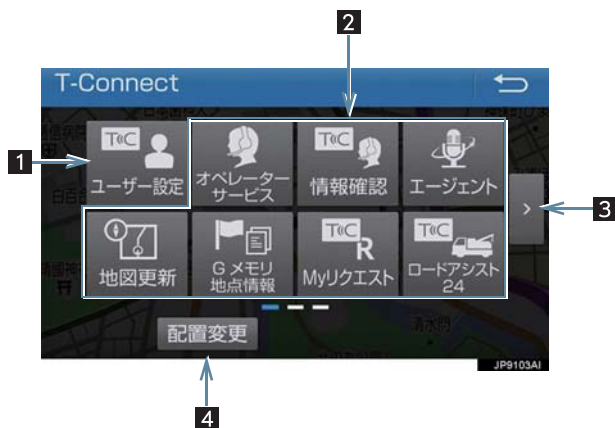 2
T-Connect
1
T«C
ユーザー設定
オペレーター
サービス
T«C
情報確認
エージェント
3
地図更新
G メモリ
地点情報
T«C
R
Myリクエスト
T«C
ロードアシスト
24
配置変更
JP9103AI
4